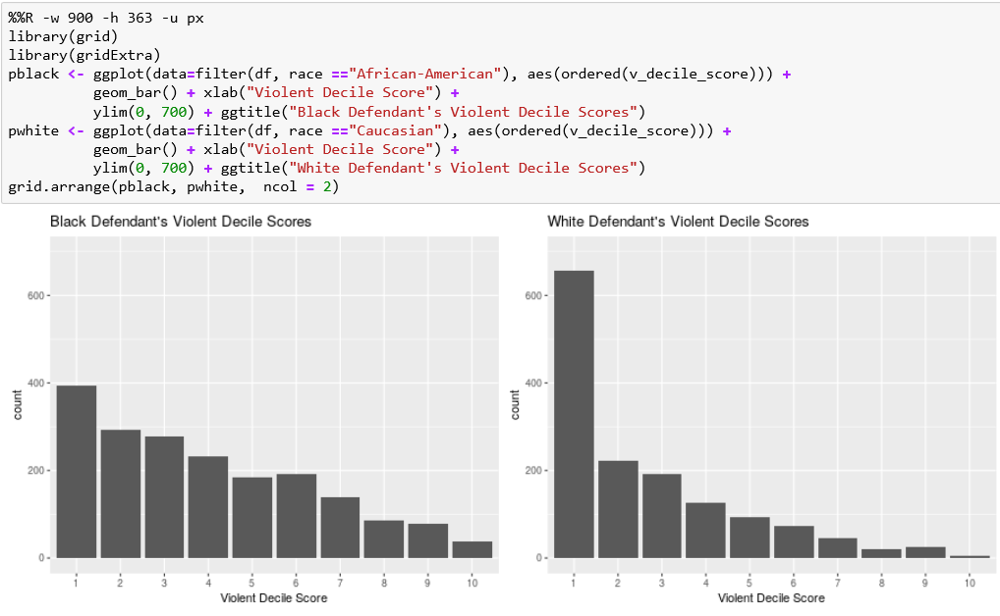 %%R -w 900 -h 363 -u px
library(grid)
library(gridExtra)
pblack <- ggplot(data=filter(df, race =="African-American"), aes(ordered(v_decile_score))) +
          geom_bar() + xlab("Violent Decile Score") +
          ylim(0, 700) + ggtitle("Black Defendant's Violent Decile Scores")
pwhite <- ggplot(data=filter(df, race =="Caucasian"), aes(ordered(v_decile_score))) +
          geom_bar() + xlab("Violent Decile Score") +
          ylim(0, 700) + ggtitle("White Defendant's Violent Decile Scores")
grid.arrange(pblack, pwhite,  ncol = 2)
Black Defendant's Violent Decile Scores
600
400
200
0
count
1 2 3 4 5 6 7 8 9 10
Violent Decile Score
White Defendant's Violent Decile Scores
600
400
200
0
count
1 2 3 4 5 6 7 8 9 10
Violent Decile Score